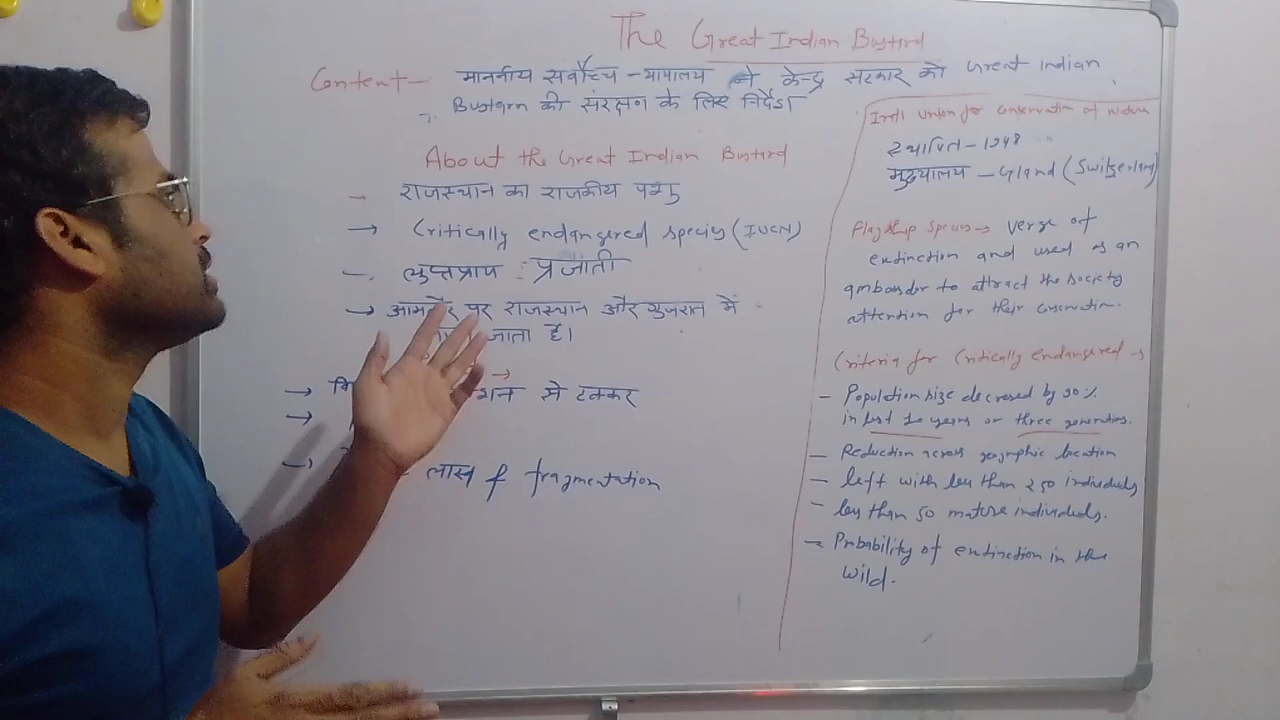 The Great Indian Bustard
Content - माननीय सर्वोच्च न्यायालय ने केन्द्र सरकार को Great Indian
Bustarn की संरक्षण के लिए निर्देश
About the Great Indian Bustard
- राजस्थान का राजकीय पशु
→ Critically endangered species (IUCN)
- लुप्तप्राय : प्रजाती
→ आमतौर पर राजस्थान और गुजरात में
जाता है।
→ से टक्कर
→
→ लास f fragmentation
Union for conservation of nature
स्थापित - 1948
मुख्यालय - Gland (Switzerland)
Flagship Species → verge of
extinction and used as an
ambassador to attract the society
attention for their conservation.
Criteria for Critically endangered →
- Population size decreased by 90%
in last 10 years or three generations.
- Reduction across geographic location
- left with less than 250 individuals
- less than 50 mature individuals.
- Probability of extinction in the
wild.